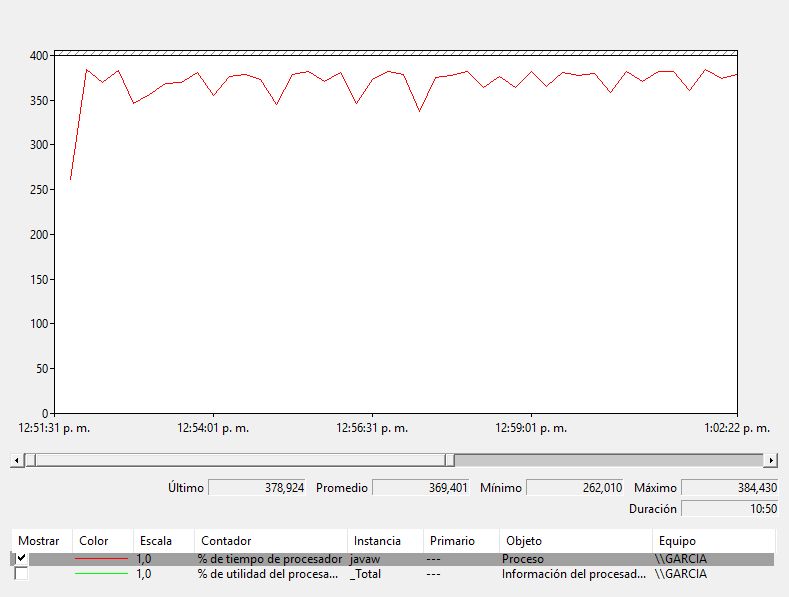 400
350
300
250
200
150
100
50
0
12:51:31 p. m. 12:54:01 p. m. 12:56:31 p. m. 12:59:01 p. m. 1:02:22 p. m.
Último 378,924 Promedio 369,401 Mínimo 262,010 Máximo 384,430
Duración 10:50
Mostrar Color Escala Contador Instancia Primario Objeto Equipo
1,0 % de tiempo de procesador javaw --- Proceso \\GARCIA
1,0 % de utilidad del procesa... _Total --- Información del procesad... \\GARCIA